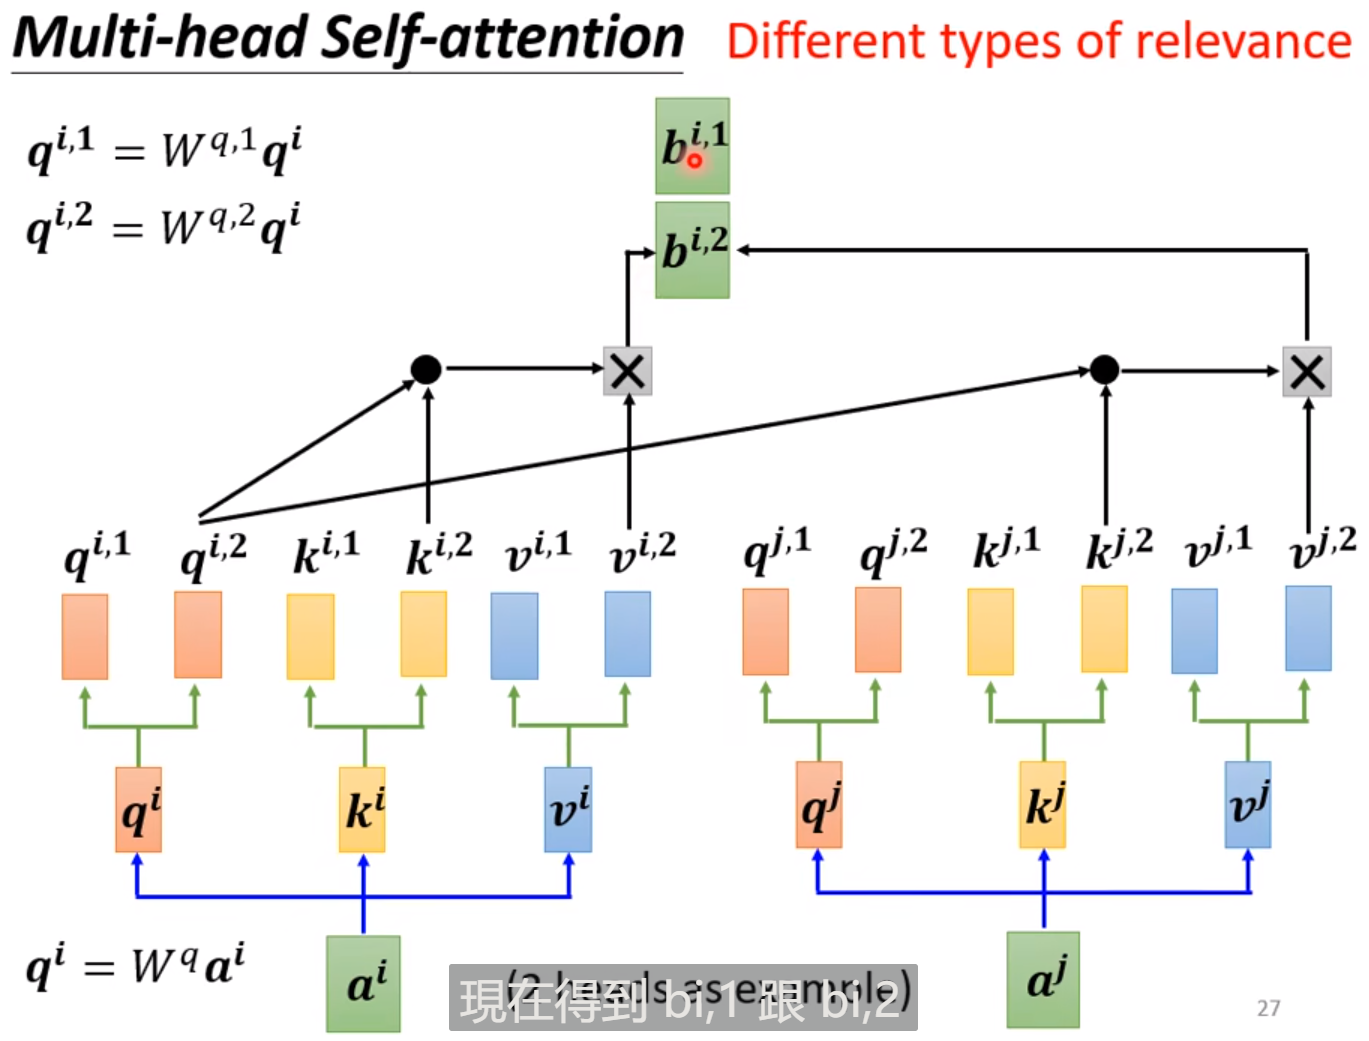 Multi-head Self-attention Different types of relevance
q^{i,1} = W^{q,1}q^i
q^{i,2} = W^{q,2}q^i
b^{i,1}
b^{i,2}
q^{i,1} q^{i,2} k^{i,1} k^{i,2} v^{i,1} v^{i,2} q^{j,1} q^{j,2} k^{j,1} k^{j,2} v^{j,1} v^{j,2}
q^i k^i v^i q^j k^j v^j
q^i = W^q a^i
a^i
(2 heads as example)
現在得到 bi,1 跟 bi,2
a^j
27